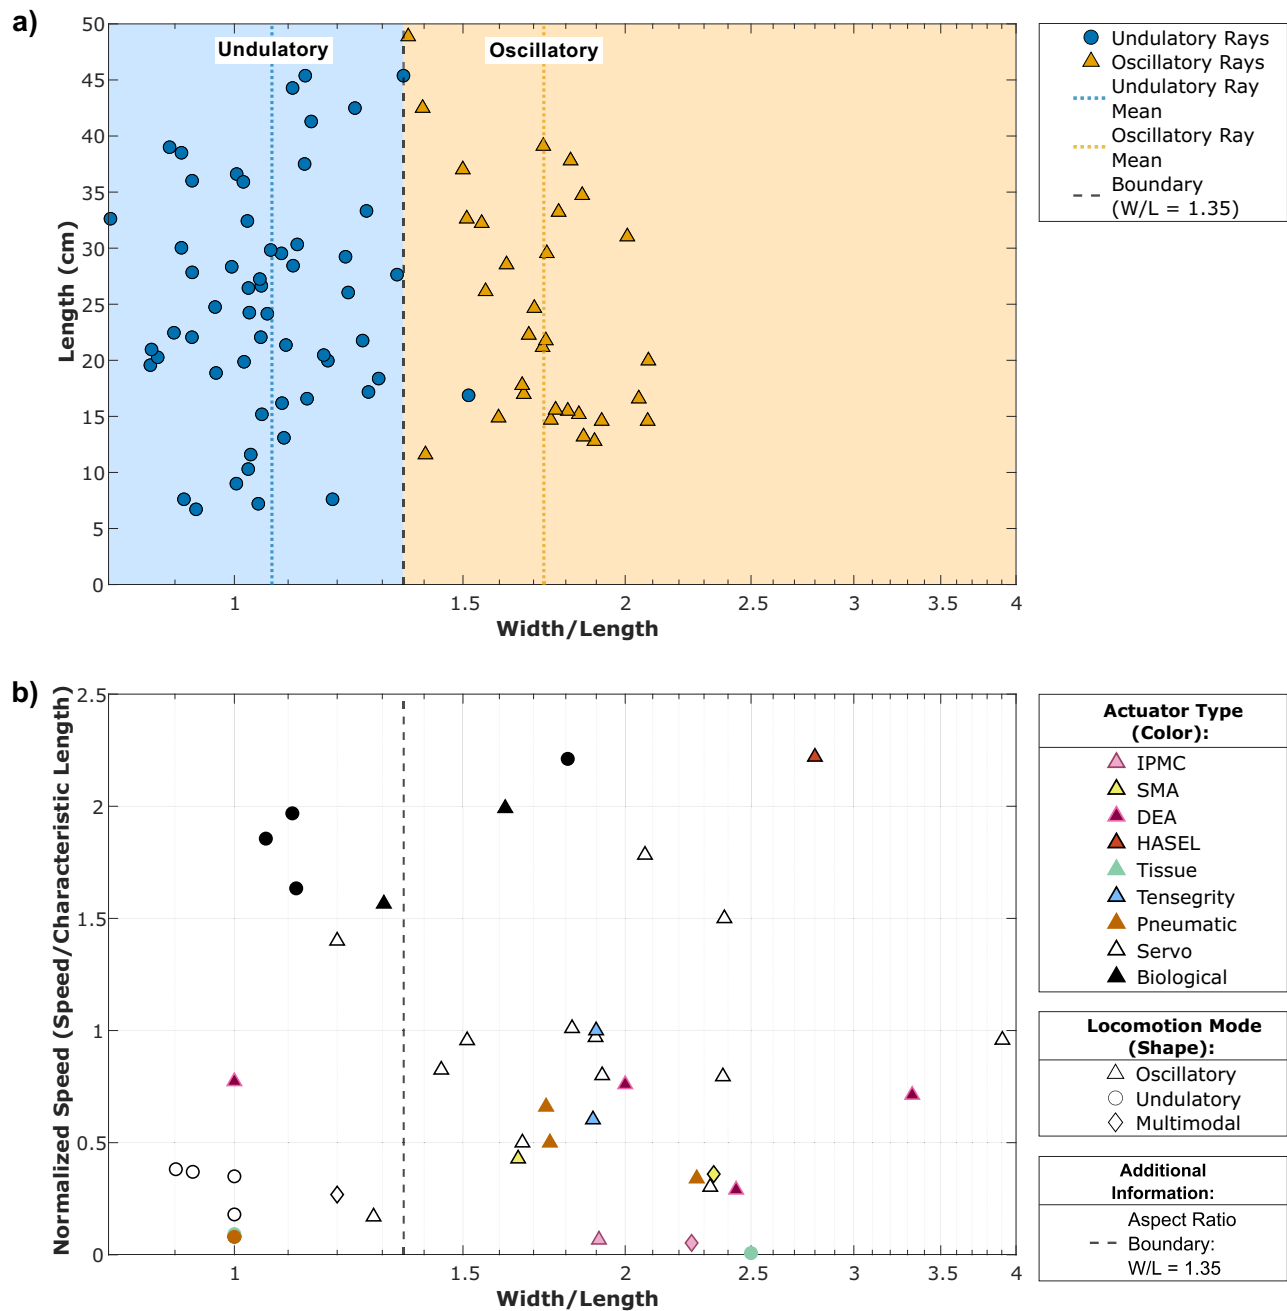 a)
50
45
40
35
30
25
20
15
10
5
0
Length (cm)
Undulatory
Oscillatory
1
1.5
2
2.5
3
3.5
4
Width/Length
Undulatory Rays
Oscillatory Rays
Undulatory Ray
Mean
Oscillatory Ray
Mean
Boundary
(W/L = 1.35)
b)
2.5
2
1.5
1
0.5
0
Normalized Speed (Speed/Characteristic Length)
1
1.5
2
2.5
3
3.5
4
Width/Length
Actuator Type
(Color):
IPMC
SMA
DEA
HASEL
Tissue
Tensegrity
Pneumatic
Servo
Biological
Locomotion Mode
(Shape):
Oscillatory
Undulatory
Multimodal
Additional
Information:
Aspect Ratio
Boundary:
W/L = 1.35